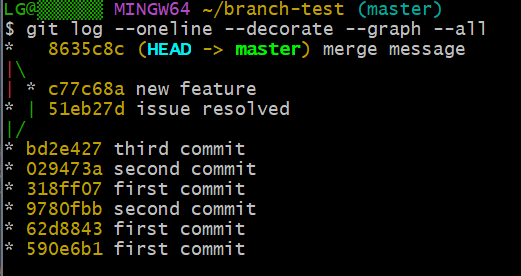 LG@ MINGW64 ~/branch-test (master)
$ git log --oneline --decorate --graph --all
*   8635c8c (HEAD -> master) merge message
|\
| * c77c68a new feature
* | 51eb27d issue resolved
|/
* bd2e427 third commit
* 029473a second commit
* 318ff07 first commit
* 9780fbb second commit
* 62d8843 first commit
* 590e6b1 first commit